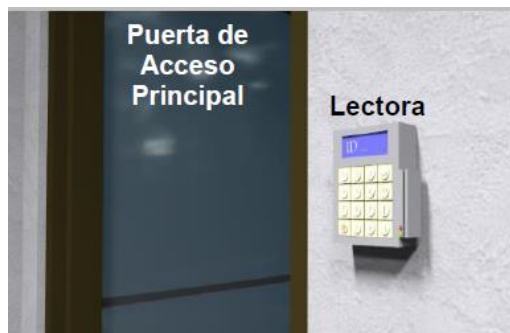 Puerta de
Acceso
Principal
Lectora
ID _